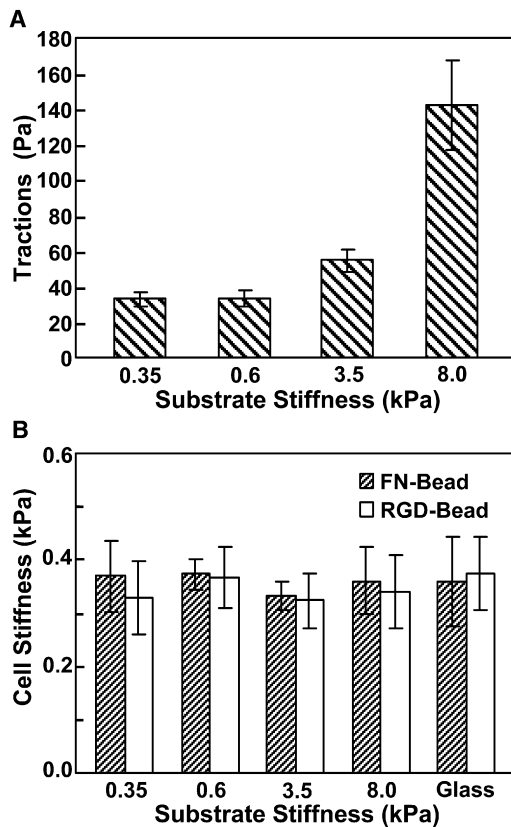 A
180
160
140
120
100
80
60
40
20
0
Tractions (Pa)
0.35 0.6 3.5 8.0
Substrate Stiffness (kPa)
B
0.6
0.4
0.2
0.0
Cell Stiffness (kPa)
FN-Bead
RGD-Bead
0.35 0.6 3.5 8.0 Glass
Substrate Stiffness (kPa)